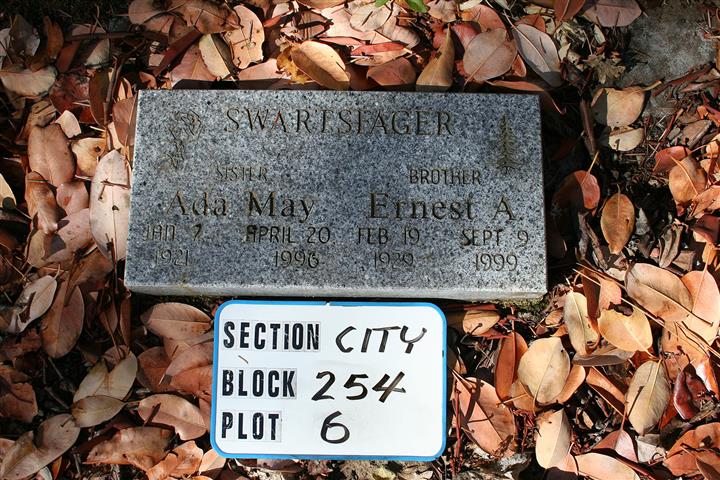 SWARTSFAGER
SISTER BROTHER
Ada May Ernest A.
JAN 7 APRIL 20 FEB 19 SEPT 9
1921 1996 1929 1999
SECTION CITY
BLOCK 254
PLOT 6